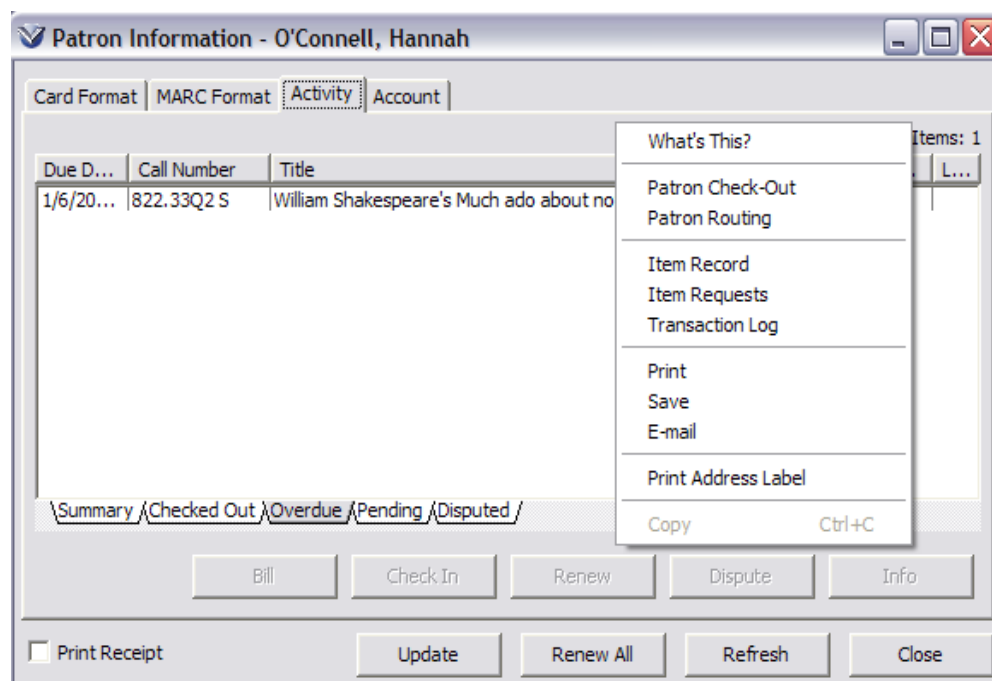 Patron Information - O'Connell, Hannah
Card Format MARC Format Activity Account
Items: 1
Due D... Call Number Title . L...
1/6/20... 822.33Q2 S William Shakespeare's Much ado about no
What's This?
Patron Check-Out
Patron Routing
Item Record
Item Requests
Transaction Log
Print
Save
E-mail
Print Address Label
Copy Ctrl+C
Summary Checked Out Overdue Pending Disputed
Bill Check In Renew Dispute Info
Print Receipt Update Renew All Refresh Close